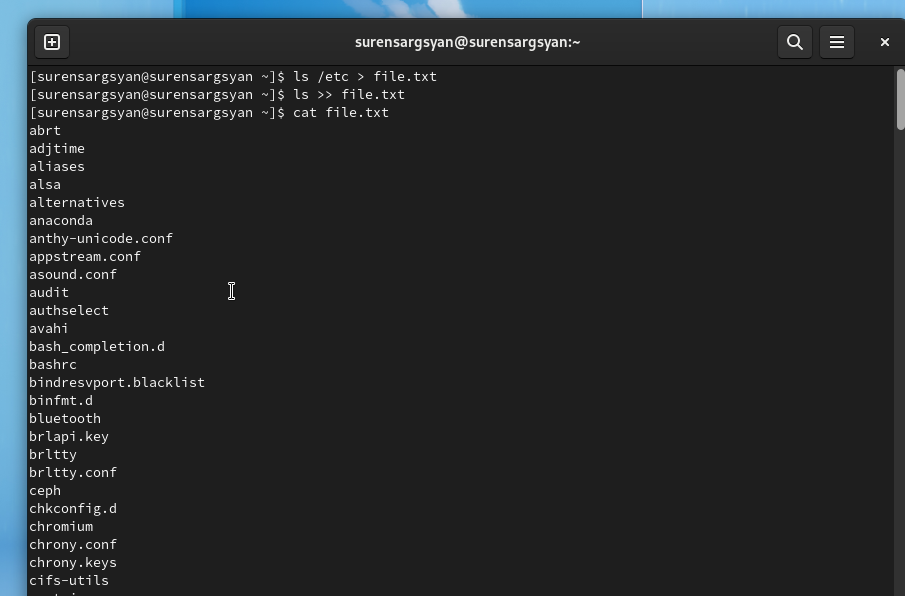 surensargsyan@surensargsyan:~
[surensargsyan@surensargsyan ~]$ ls /etc > file.txt
[surensargsyan@surensargsyan ~]$ ls >> file.txt
[surensargsyan@surensargsyan ~]$ cat file.txt
abrt
adjtime
aliases
alsa
alternatives
anaconda
anthy-unicode.conf
appstream.conf
asound.conf
audit
authselect
avahi
bash_completion.d
bashrc
bindresvport.blacklist
binfmt.d
bluetooth
brlapi.key
brltty
brltty.conf
ceph
chkconfig.d
chromium
chrony.conf
chrony.keys
cifs-utils